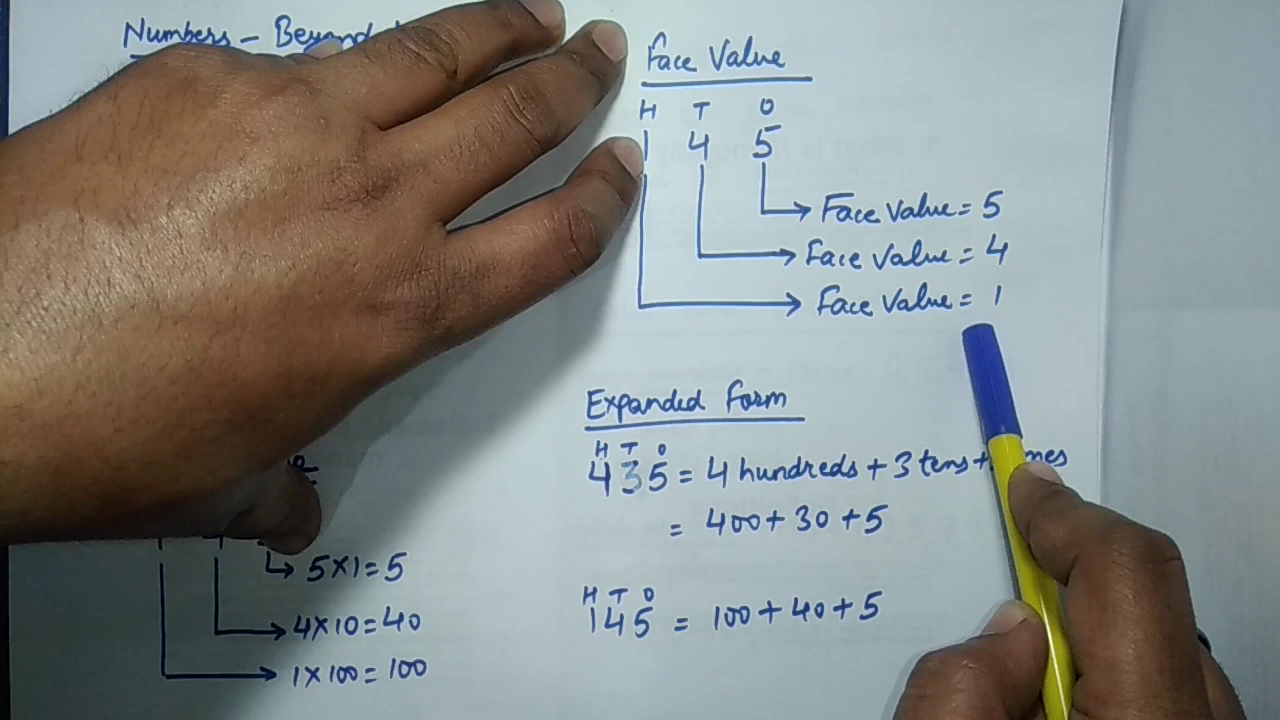 Numbers - Beyond
Face Value
H T O
1 4 5
Face Value = 5
Face Value = 4
Face Value = 1
Expanded Form
H T O
435 = 4 hundreds + 3 tens +
= 400 + 30 + 5
H T O
145 = 100 + 40 + 5
5×1=5
4×10=40
1×100=100